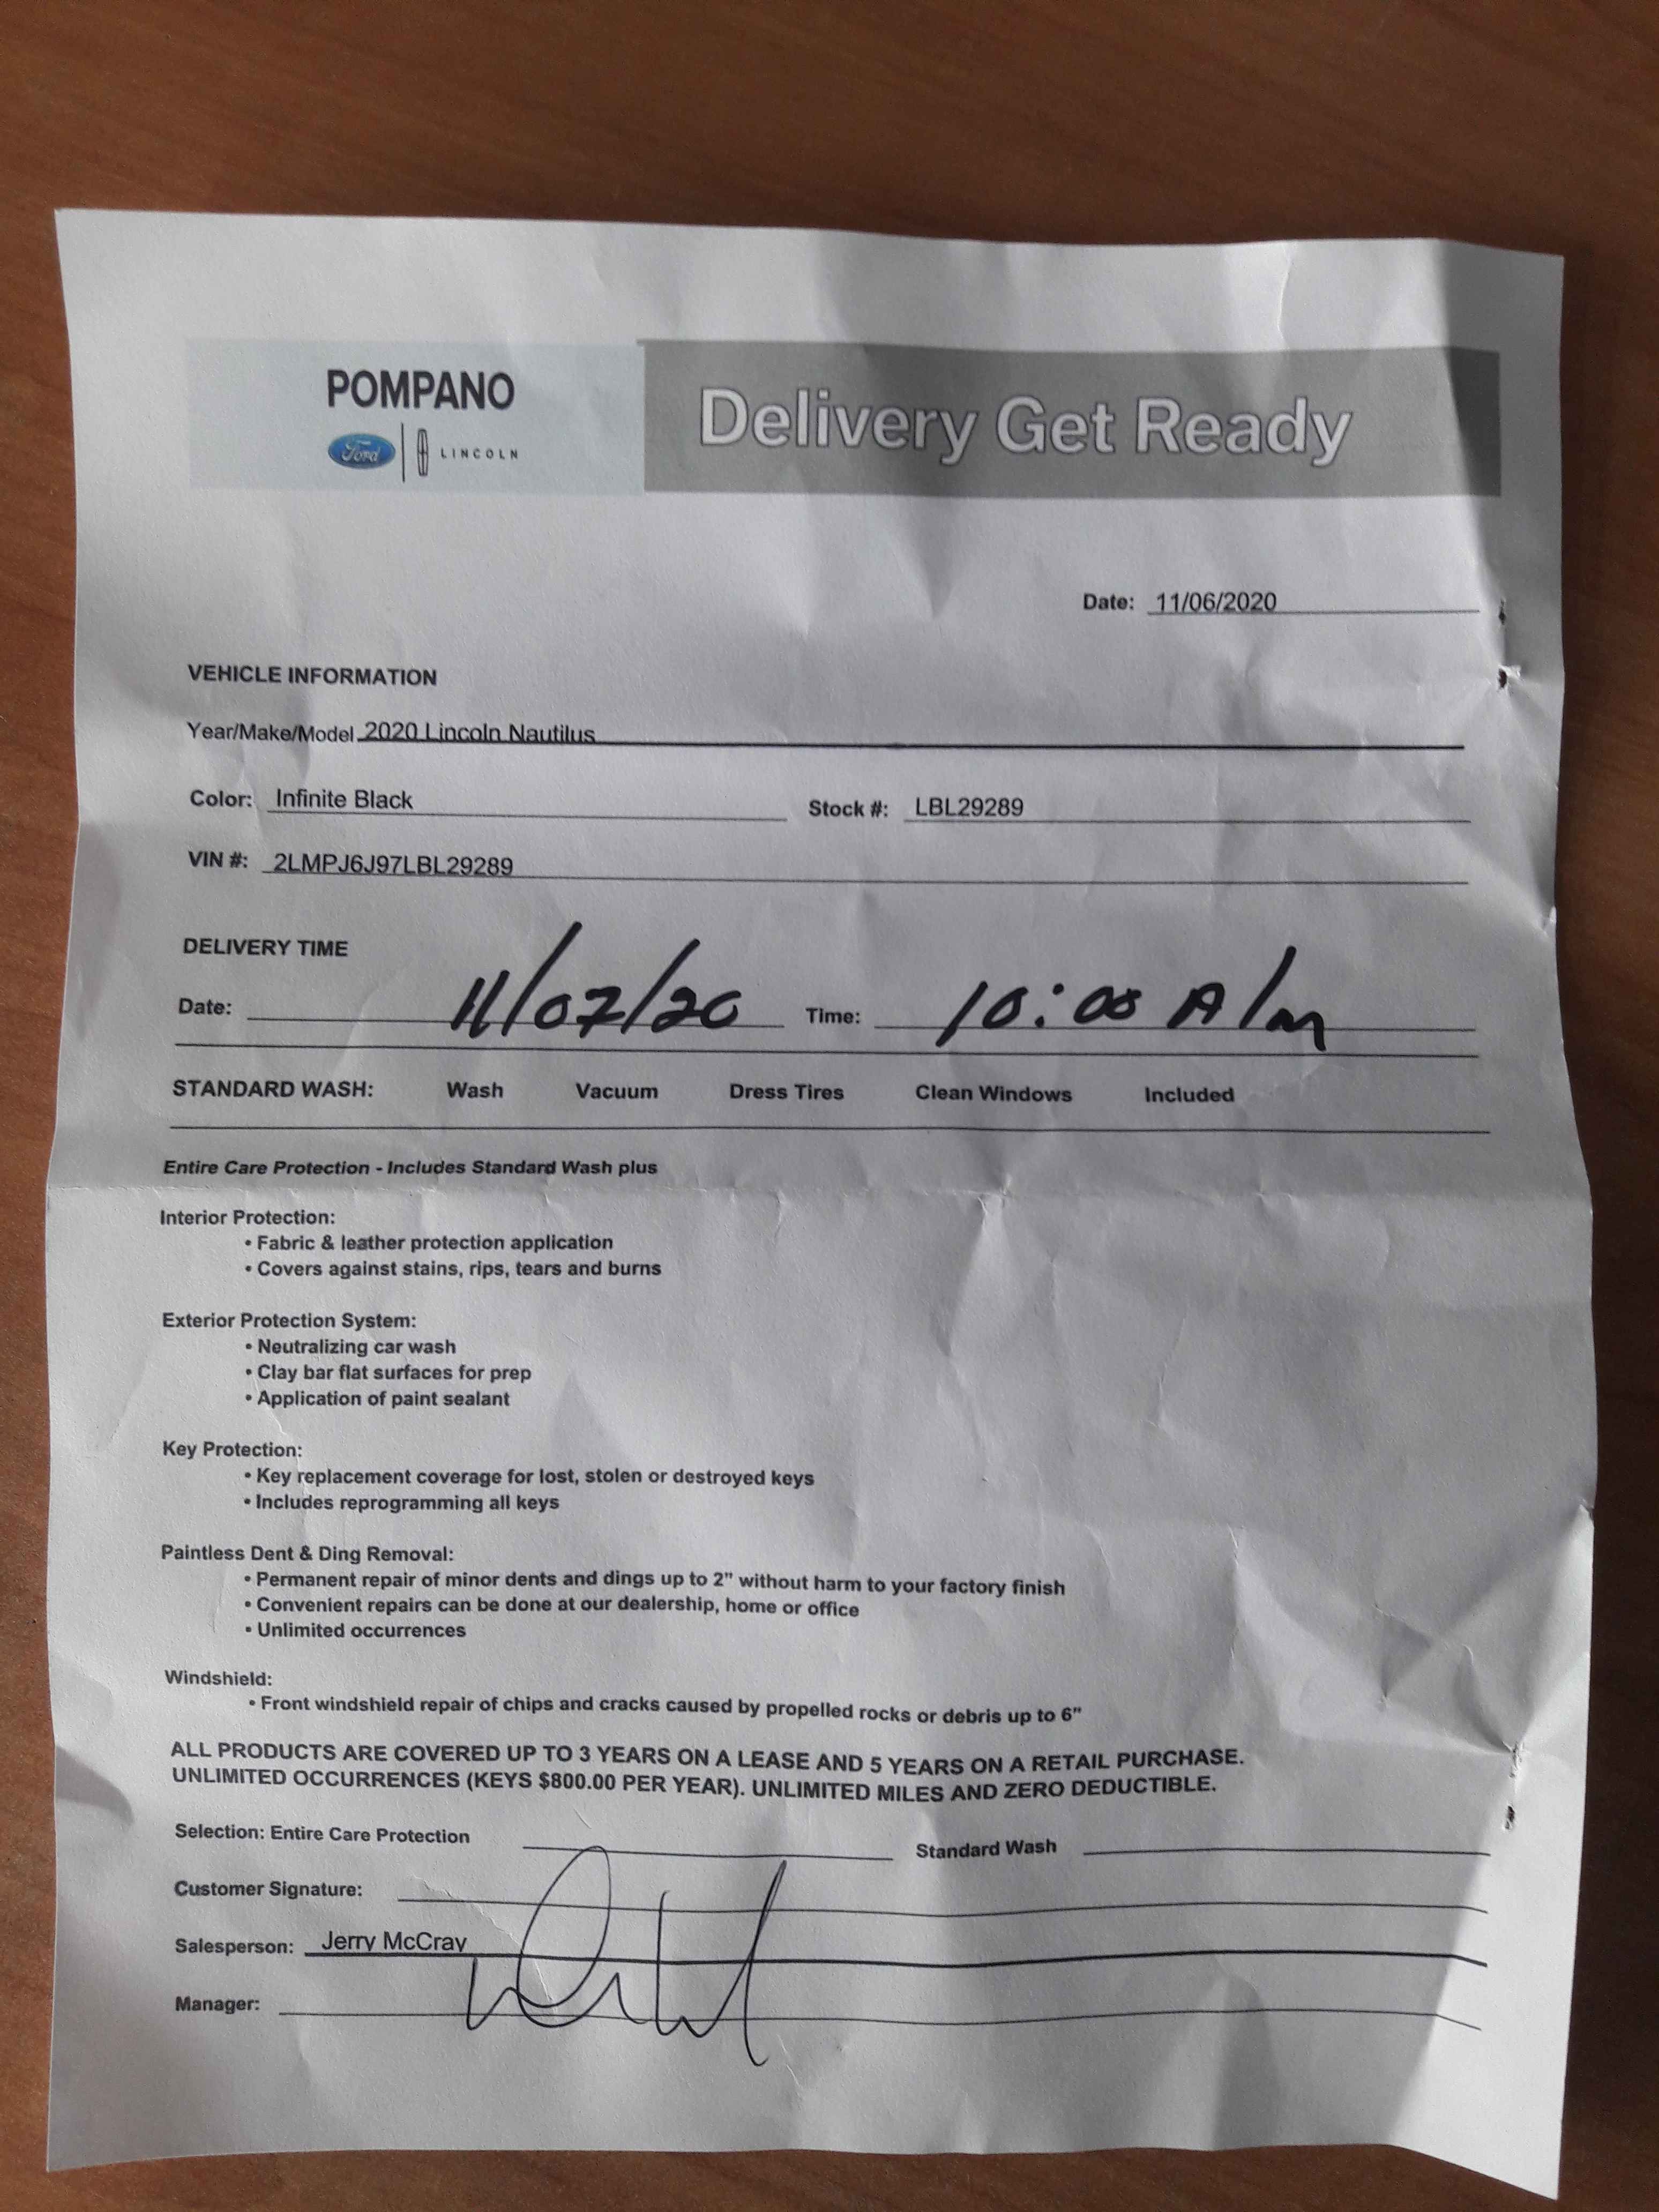 POMPANO
Ford LINCOLN
Delivery Get Ready
Date: 11/06/2020
VEHICLE INFORMATION
Year/Make/Model 2020 Lincoln Nautilus
Color: Infinite Black Stock #: LBL29289
VIN #: 2LMPJ6J97LBL29289
DELIVERY TIME
Date: 11/07/20 Time: 10:00 A/m
STANDARD WASH: Wash Vacuum Dress Tires Clean Windows Included
Entire Care Protection - Includes Standard Wash plus
Interior Protection:
• Fabric & leather protection application
• Covers against stains, rips, tears and burns
Exterior Protection System:
• Neutralizing car wash
• Clay bar flat surfaces for prep
• Application of paint sealant
Key Protection:
• Key replacement coverage for lost, stolen or destroyed keys
• Includes reprogramming all keys
Paintless Dent & Ding Removal:
• Permanent repair of minor dents and dings up to 2" without harm to your factory finish
• Convenient repairs can be done at our dealership, home or office
• Unlimited occurrences
Windshield:
• Front windshield repair of chips and cracks caused by propelled rocks or debris up to 6"
ALL PRODUCTS ARE COVERED UP TO 3 YEARS ON A LEASE AND 5 YEARS ON A RETAIL PURCHASE.
UNLIMITED OCCURRENCES (KEYS $800.00 PER YEAR). UNLIMITED MILES AND ZERO DEDUCTIBLE.
Selection: Entire Care Protection Standard Wash
Customer Signature:
Salesperson: Jerry McCray
Manager: